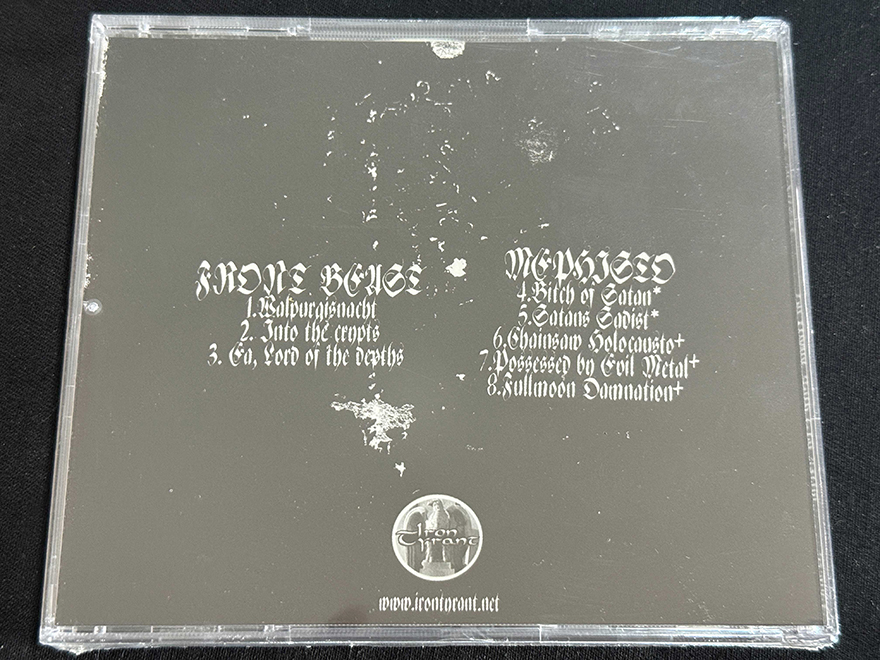 FRONT BEAST
1.Walpurgisnacht
2. Into the crypts
3. Ea, Lord of the depths
MEPHISTO
4.Bitch of Satan*
5.Satans Sadist*
6.Chainsaw Holocausto+
7.Possessed by Evil Metal+
8.Fullmoon Damnation+
Iron
Tyrant
www.irontyrant.net